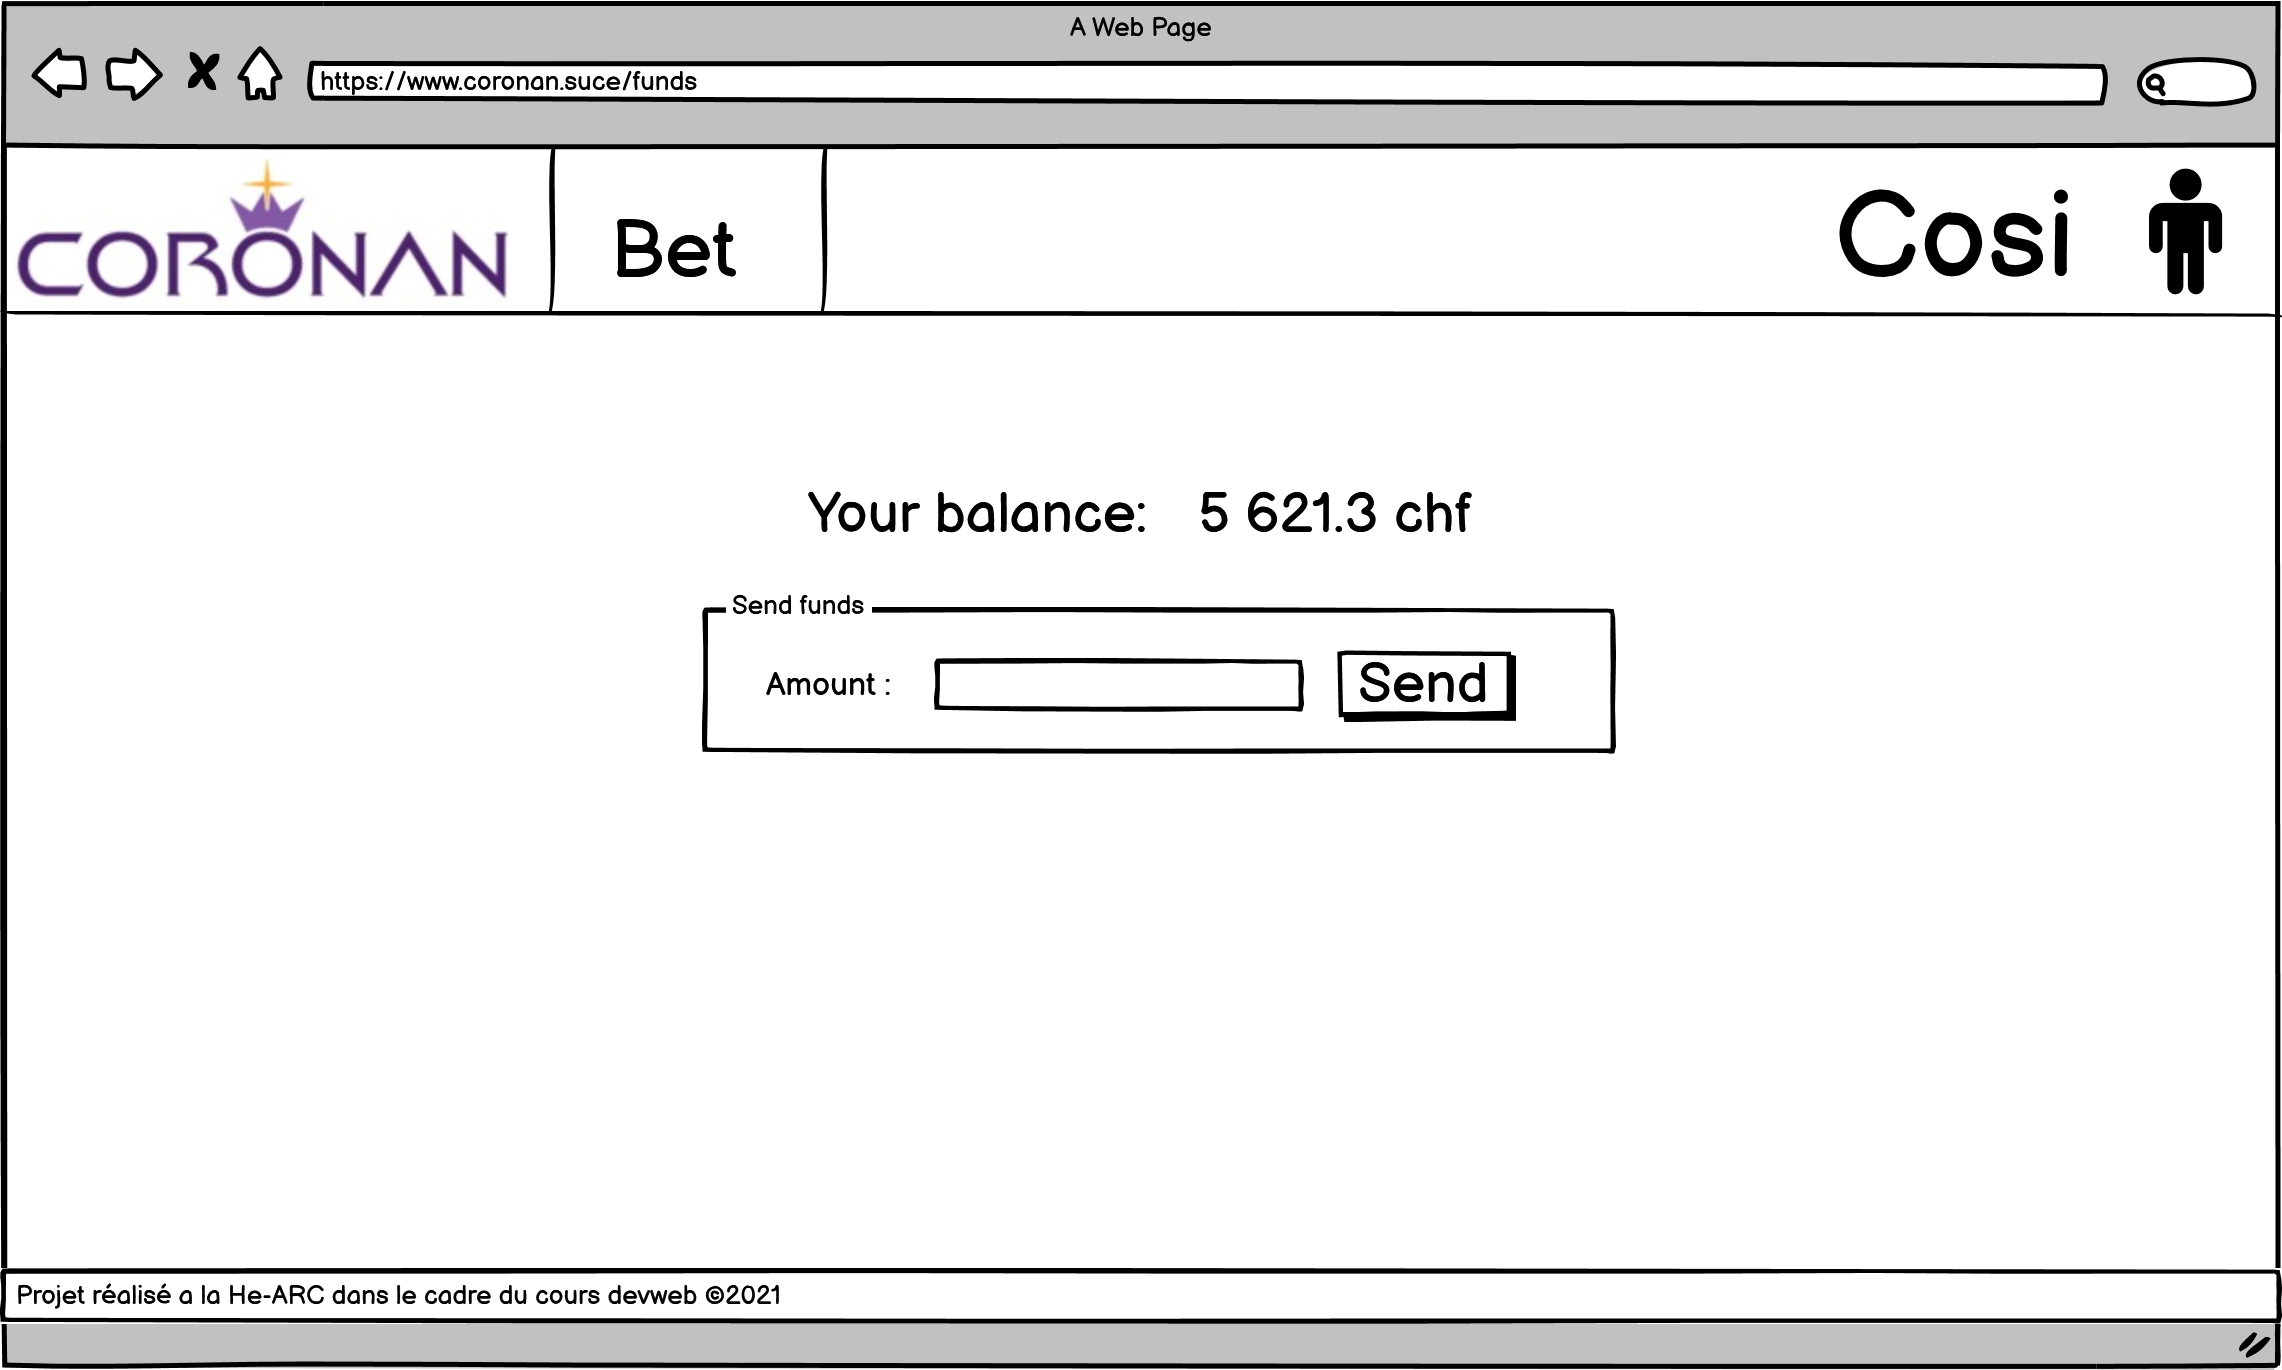 A Web Page
https://www.coronan.suce/funds
CORONAN
Bet
Cosi
Your balance: 5 621.3 chf
Send funds
Amount :
Send
Projet réalisé a la He-ARC dans le cadre du cours devweb ©2021